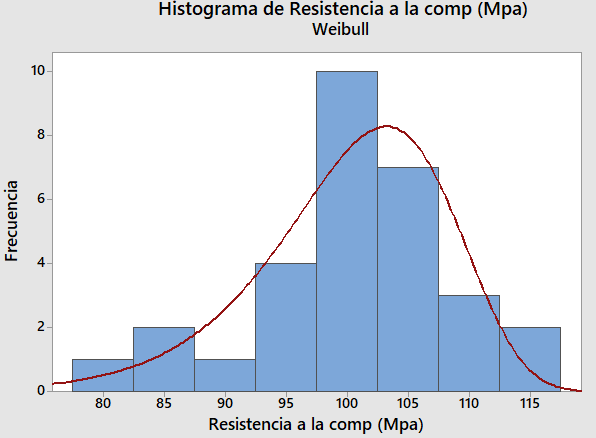 Histograma de Resistencia a la comp (Mpa)
Weibull
10
8
6
4
2
0
Frecuencia
80 85 90 95 100 105 110 115
Resistencia a la comp (Mpa)